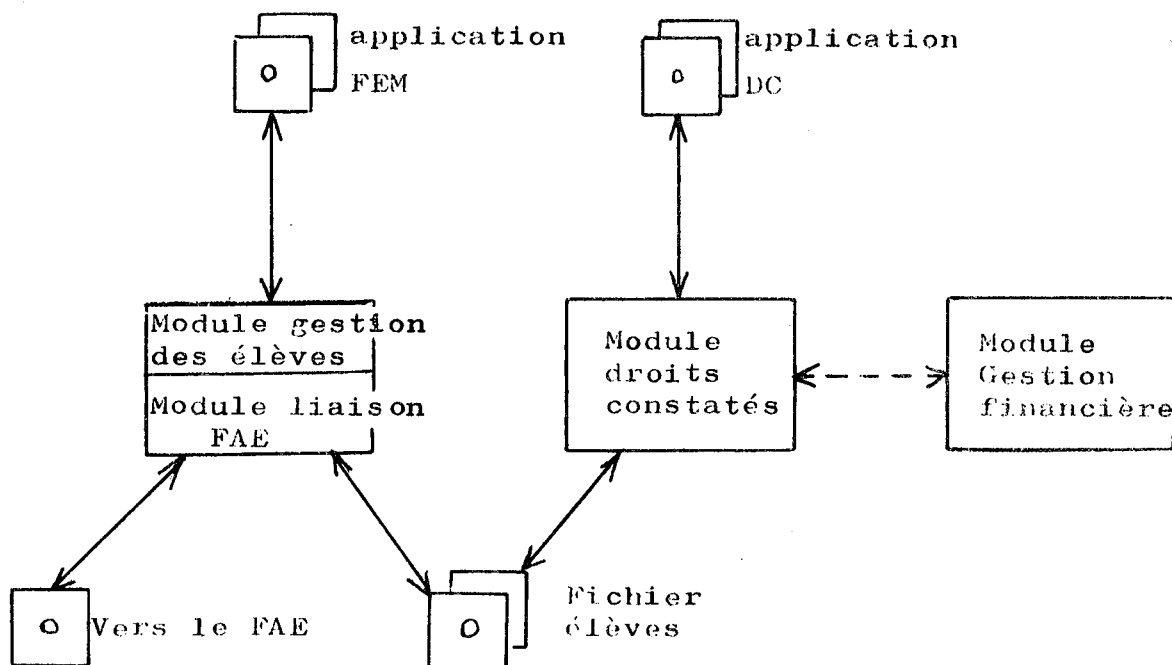 application
FEM
application
DC
Module gestion
des élèves
Module liaison
FAE
Module
droits
constatés
Module
Gestion
financière
Vers le FAE
Fichier
élèves